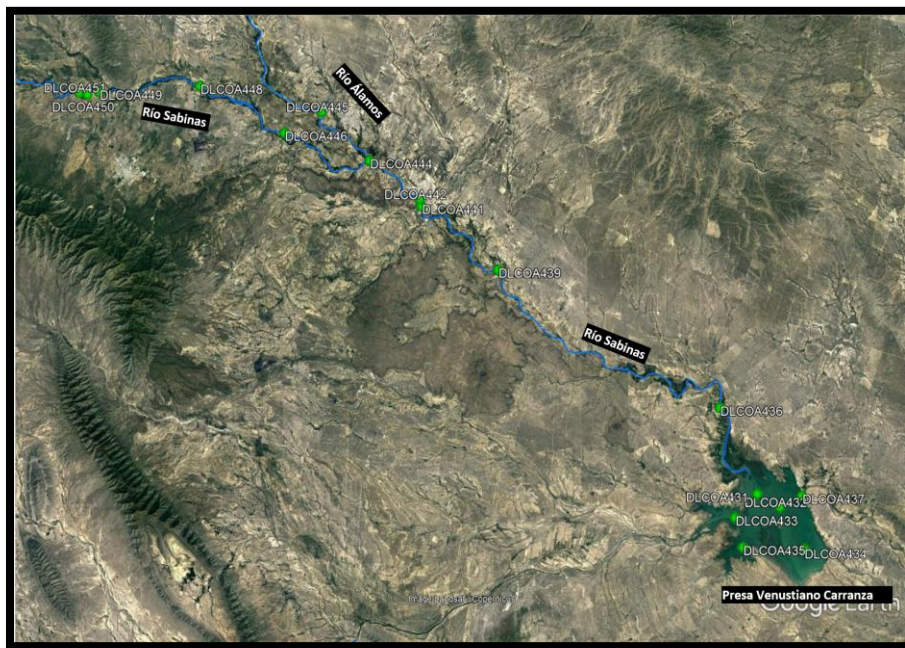 DLCOA451
DLCOA449
DLCOA450
Río Sabinas
DLCOA448
DLCOA446
DLCOA445
Río Álamos
DLCOA444
DLCOA442
DLCOA441
DLCOA439
Río Sabinas
DLCOA436
DLCOA431
DLCOA432
DLCOA437
DLCOA433
DLCOA435
DLCOA434
Presa Venustiano Carranza
Google Earth